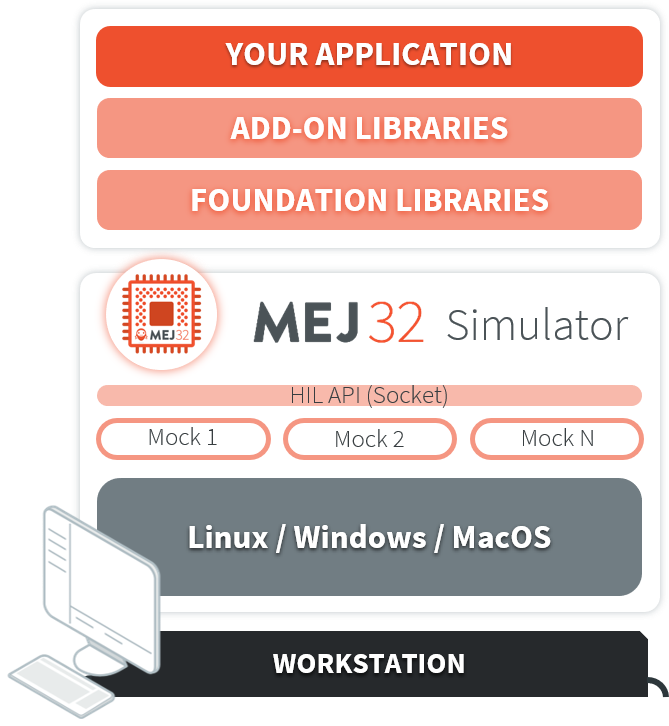 YOUR APPLICATION
ADD-ON LIBRARIES
FOUNDATION LIBRARIES
MEJ32
MEJ32 Simulator
HIL API (Socket)
Mock 1
Mock 2
Mock N
Linux / Windows / MacOS
WORKSTATION